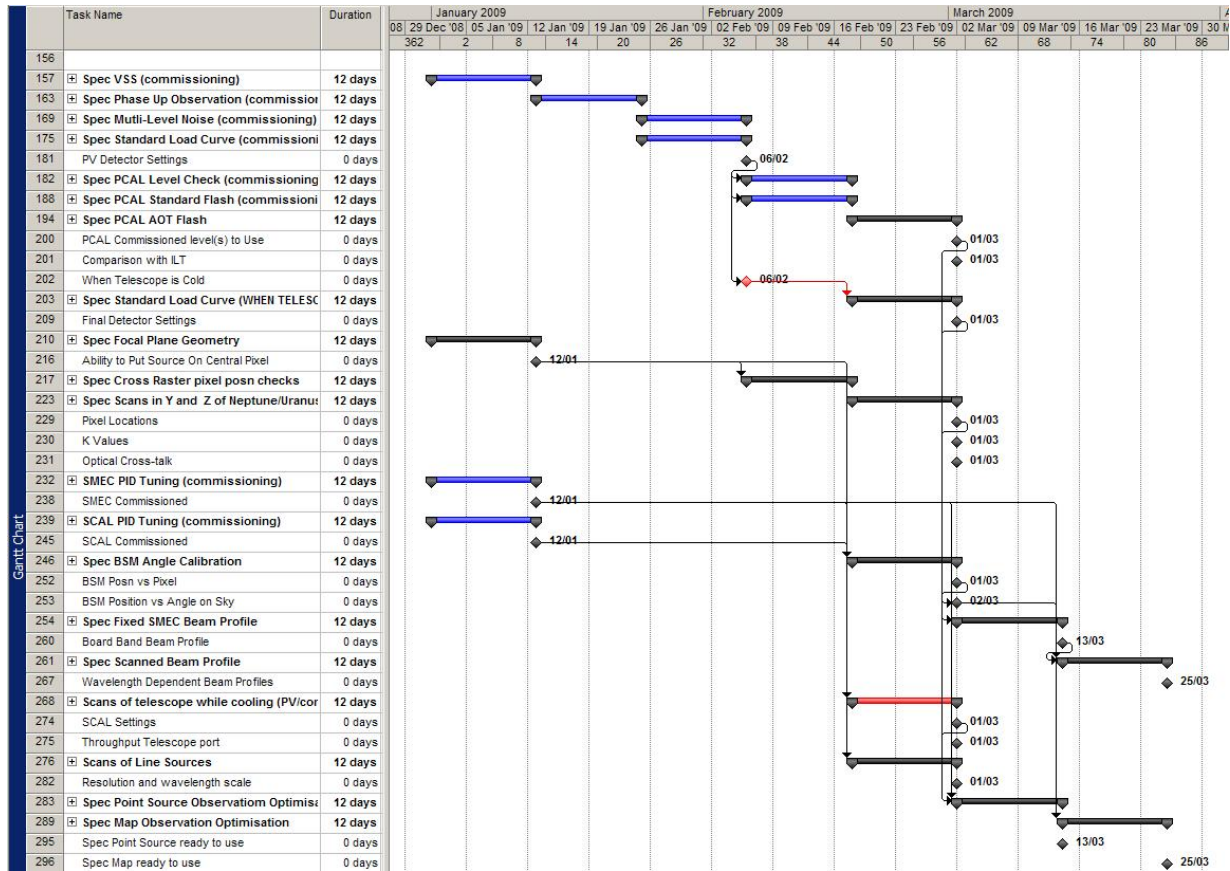 Task Name Duration January 2009 February 2009 March 2009 A
08 29 Dec '08 05 Jan '09 12 Jan '09 19 Jan '09 26 Jan '09 02 Feb '09 09 Feb '09 16 Feb '09 23 Feb '09 02 Mar '09 09 Mar '09 16 Mar '09 23 Mar '09 30 M
362 2 8 14 20 26 32 38 44 50 56 62 68 74 80 86
156
157 Spec VSS (commissioning) 12 days
163 Spec Phase Up Observation (commission 12 days
169 Spec Mutli-Level Noise (commissioning) 12 days
175 Spec Standard Load Curve (commissioni 12 days
181 PV Detector Settings 0 days 06/02
182 Spec PCAL Level Check (commissioning 12 days
188 Spec PCAL Standard Flash (commissioni 12 days
194 Spec PCAL AOT Flash 12 days
200 PCAL Commissioned level(s) to Use 0 days 01/03
201 Comparison with ILT 0 days 01/03
202 When Telescope is Cold 0 days 06/02
203 Spec Standard Load Curve (WHEN TELESC 12 days
209 Final Detector Settings 0 days 01/03
210 Spec Focal Plane Geometry 12 days
216 Ability to Put Source On Central Pixel 0 days 12/01
217 Spec Cross Raster pixel posn checks 12 days
223 Spec Scans in Y and Z of Neptune/Uranus 12 days
229 Pixel Locations 0 days 01/03
230 K Values 0 days 01/03
231 Optical Cross-talk 0 days 01/03
232 SMEC PID Tuning (commissioning) 12 days
238 SMEC Commissioned 0 days 12/01
239 SCAL PID Tuning (commissioning) 12 days
245 SCAL Commissioned 0 days 12/01
246 Spec BSM Angle Calibration 12 days
252 BSM Posn vs Pixel 0 days 01/03
253 BSM Position vs Angle on Sky 0 days 02/03
254 Spec Fixed SMEC Beam Profile 12 days
260 Board Band Beam Profile 0 days 13/03
261 Spec Scanned Beam Profile 12 days
267 Wavelength Dependent Beam Profiles 0 days 25/03
268 Scans of telescope while cooling (PV/cor 12 days
274 SCAL Settings 0 days 01/03
275 Throughput Telescope port 0 days 01/03
276 Scans of Line Sources 12 days
282 Resolution and wavelength scale 0 days 01/03
283 Spec Point Source Observatiom Optimisa 12 days
289 Spec Map Observation Optimisation 12 days
295 Spec Point Source ready to use 0 days 13/03
296 Spec Map ready to use 0 days 25/03
Gantt Chart